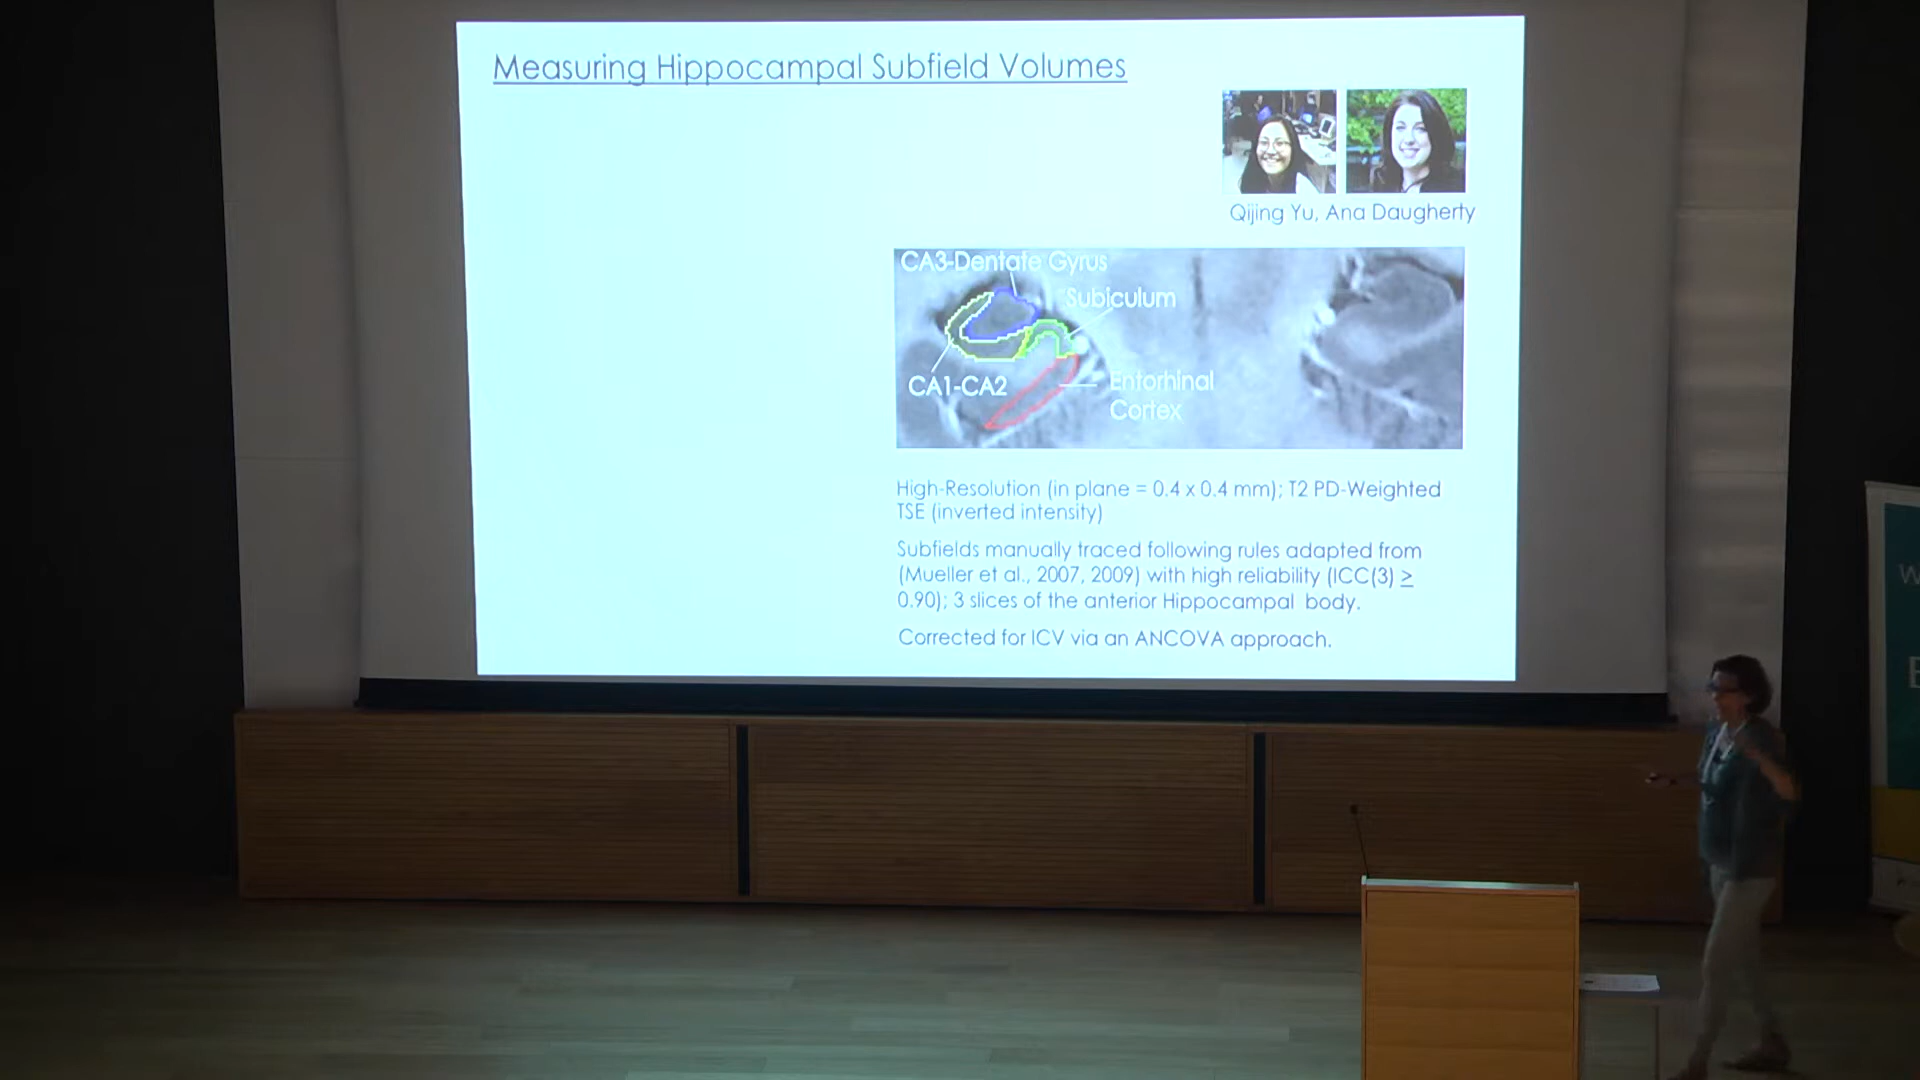 Measuring Hippocampal Subfield Volumes
Qijing Yu, Ana Daugherty
CA3-Dentate Gyrus
Subiculum
CA1-CA2
Entorhinal
Cortex
High-Resolution (in plane = 0.4 x 0.4 mm); T2 PD-Weighted
TSE (inverted intensity)
Subfields manually traced following rules adapted from
(Mueller et al., 2007, 2009) with high reliability (ICC(3) ≥
0.90); 3 slices of the anterior Hippocampal body.
Corrected for ICV via an ANCOVA approach.